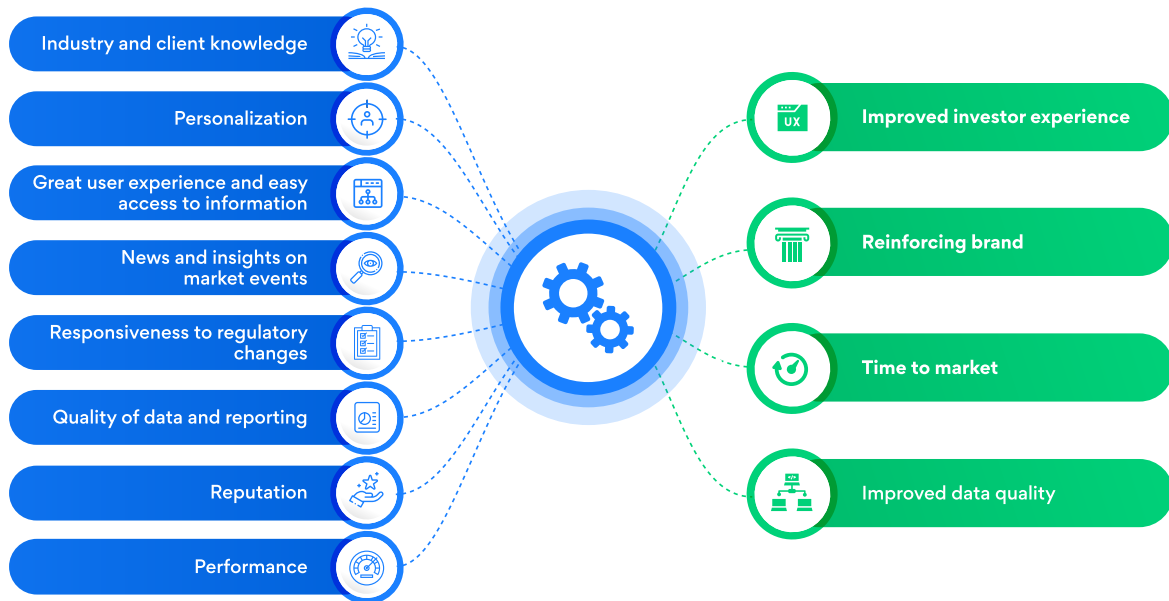 Industry and client knowledge
Personalization
Great user experience and easy
access to information
News and insights on
market events
Responsiveness to regulatory
changes
Quality of data and reporting
Reputation
Performance
UX
Improved investor experience
Reinforcing brand
Time to market
</>
Improved data quality